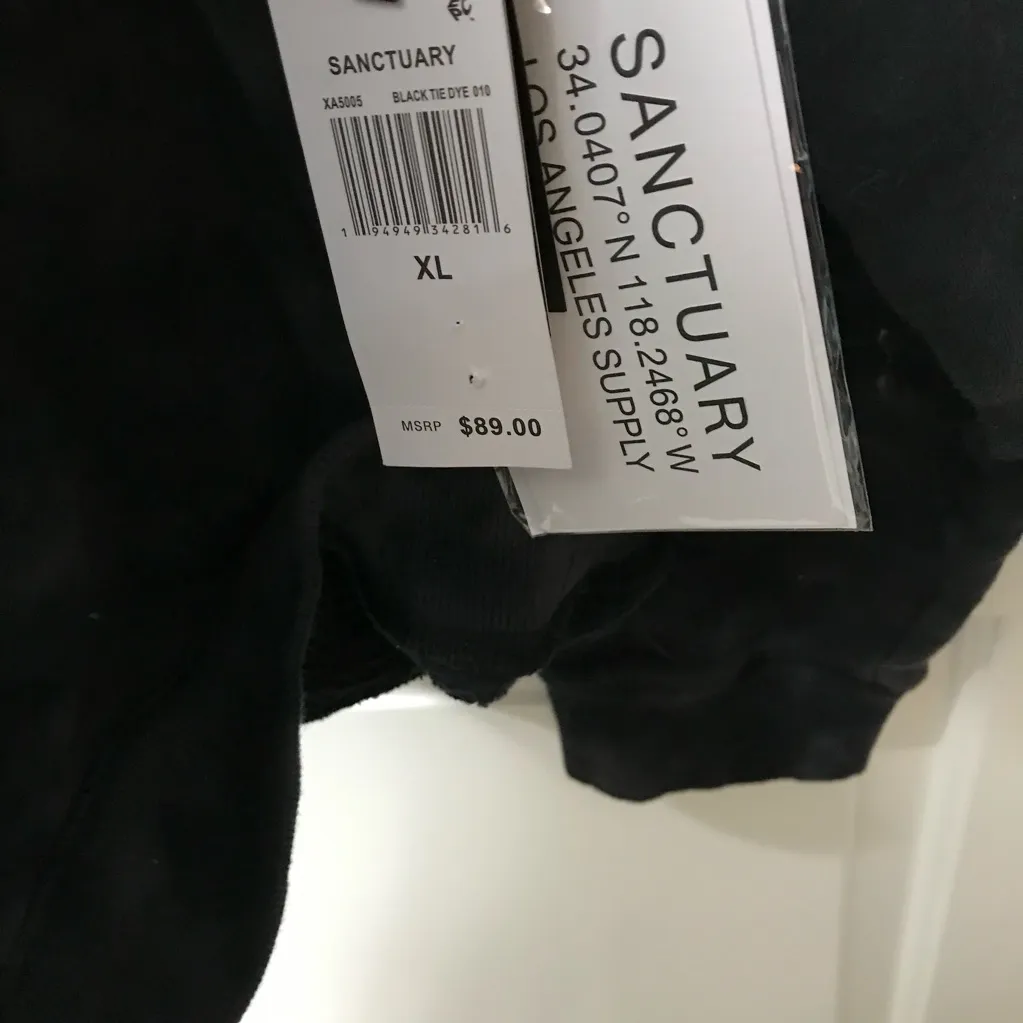 SANCTUARY
XA5005 BLACK TIE DYE 010
1 94949 34281 6
XL
MSRP $89.00
SANCTUARY
34.0407° N 118.2468° W
LOS ANGELES SUPPLY